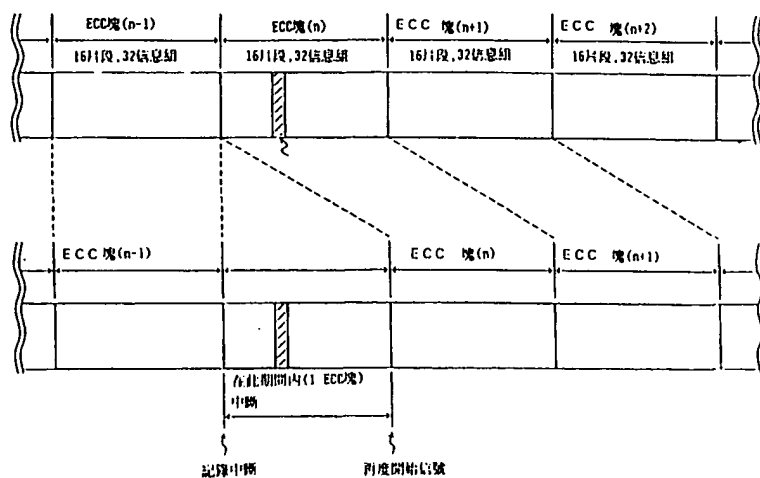 ECC塊(n-1)
ECC塊(n)
ECC 塊(n+1)
ECC 塊(n+2)
16片段,32信息組
16片段,32信息組
16片段,32信息組
16片段,32信息組
ECC塊(n-1)
ECC 塊(n)
ECC 塊(n+1)
在此期間內(1 ECC塊)
中斷
記錄中斷
再度開始信號